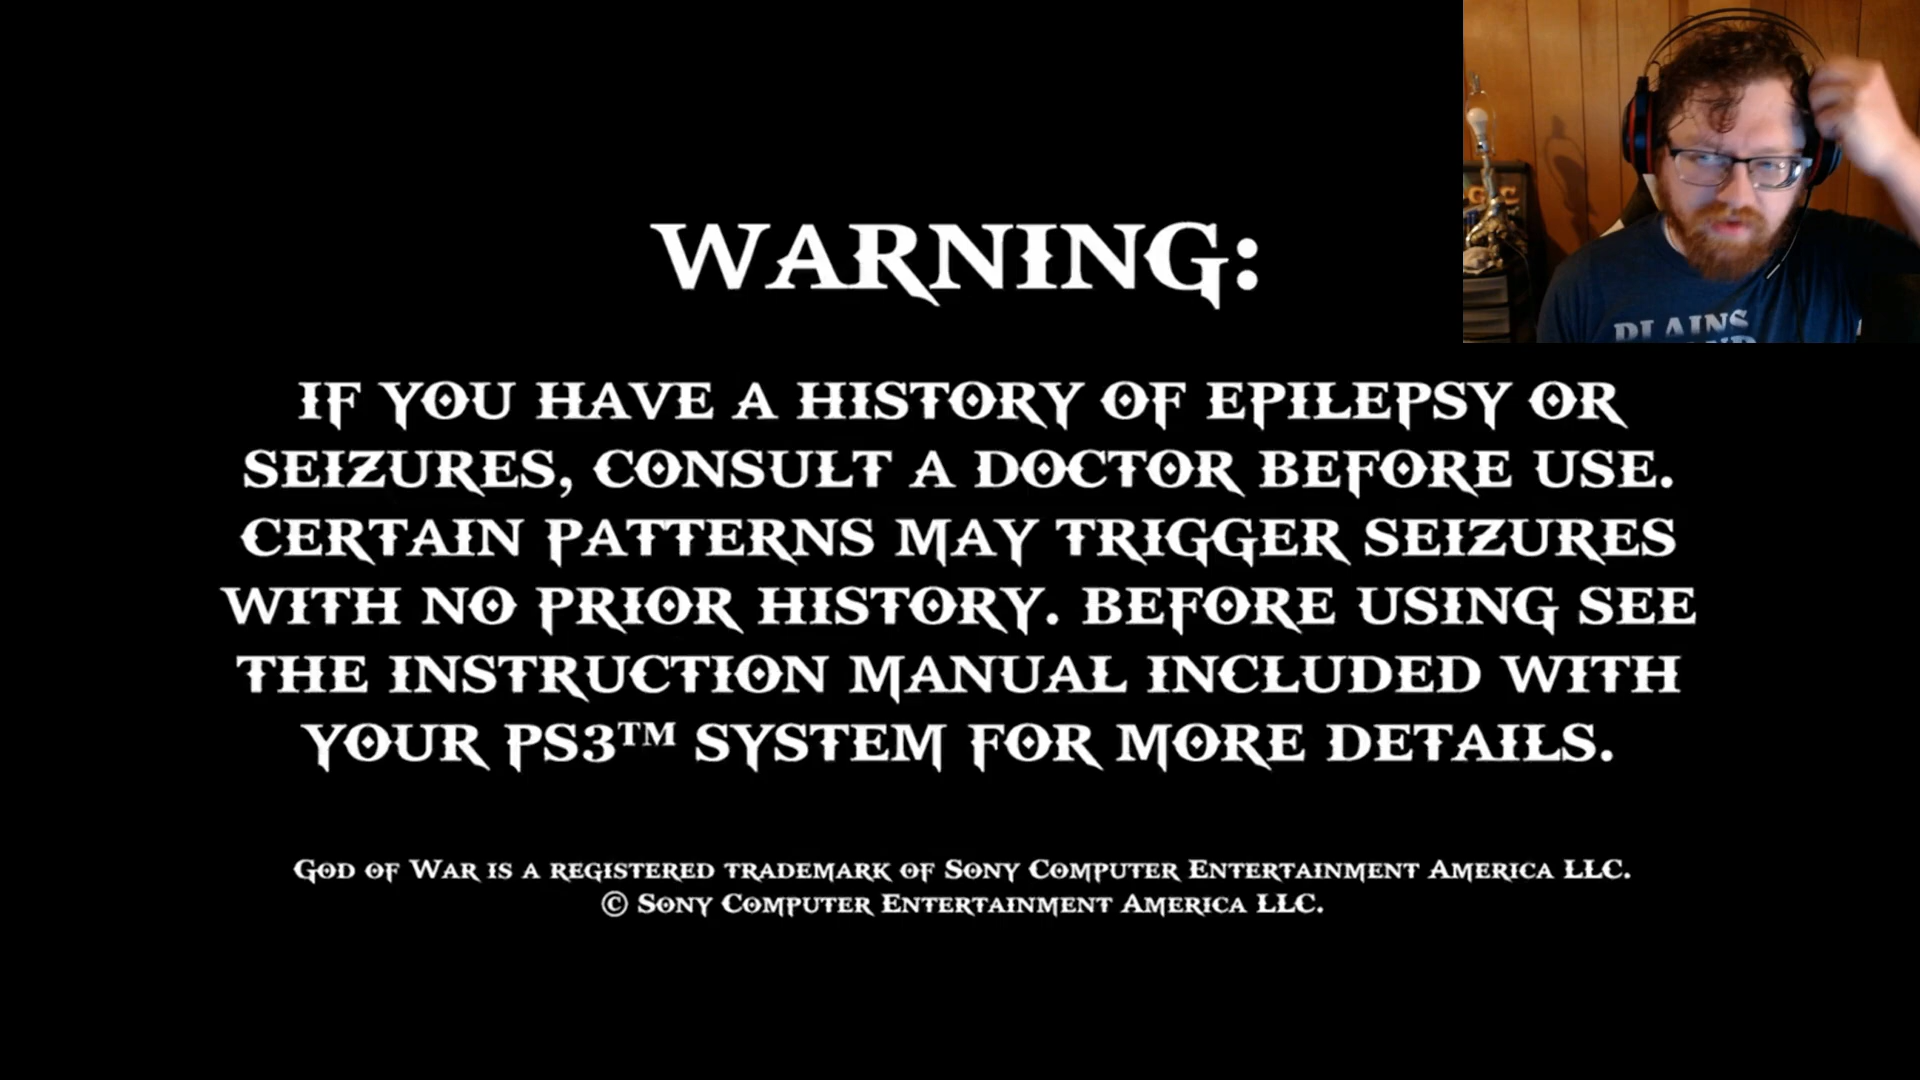 WARNING:
IF YOU HAVE A HISTORY OF EPILEPSY OR
SEIZURES, CONSULT A DOCTOR BEFORE USE.
CERTAIN PATTERNS MAY TRIGGER SEIZURES
WITH NO PRIOR HISTORY. BEFORE USING SEE
THE INSTRUCTION MANUAL INCLUDED WITH
YOUR PS3™ SYSTEM FOR MORE DETAILS.
GOD OF WAR IS A REGISTERED TRADEMARK OF SONY COMPUTER ENTERTAINMENT AMERICA LLC.
© SONY COMPUTER ENTERTAINMENT AMERICA LLC.
PLAINS